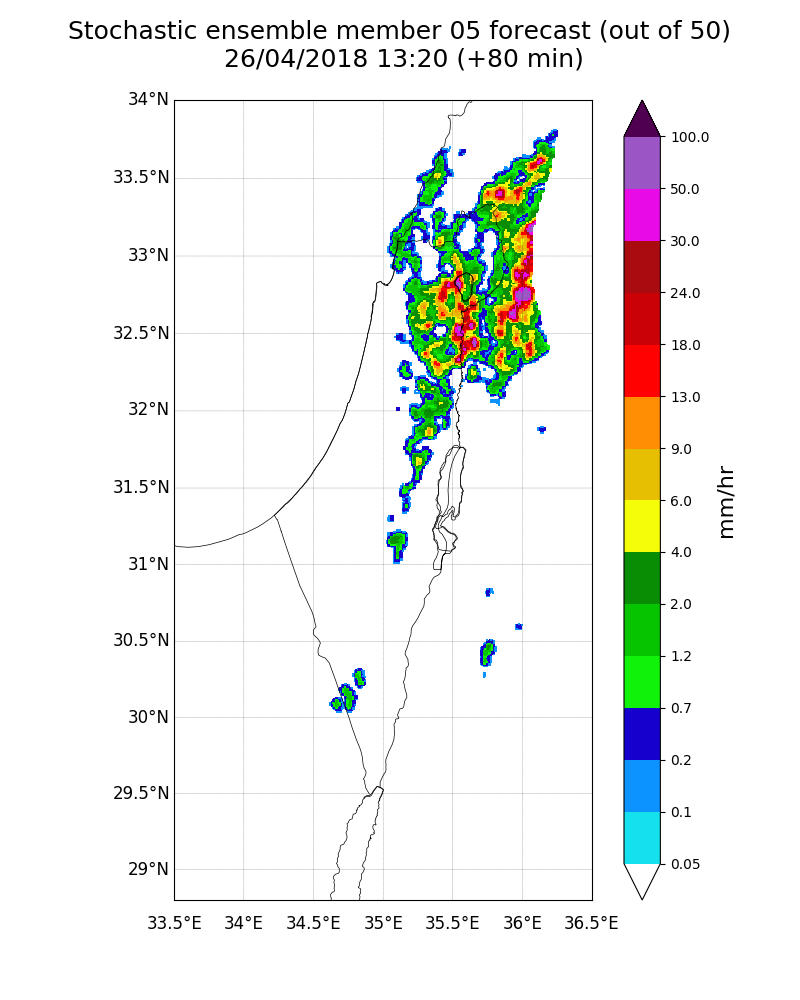 Stochastic ensemble member 05 forecast (out of 50)
26/04/2018 13:20 (+80 min)
34°N
33.5°N
33°N
32.5°N
32°N
31.5°N
31°N
30.5°N
30°N
29.5°N
29°N
33.5°E
34°E
34.5°E
35°E
35.5°E
36°E
36.5°E
100.0
50.0
30.0
24.0
18.0
13.0
9.0
6.0
4.0
2.0
1.2
0.7
0.2
0.1
0.05
mm/hr